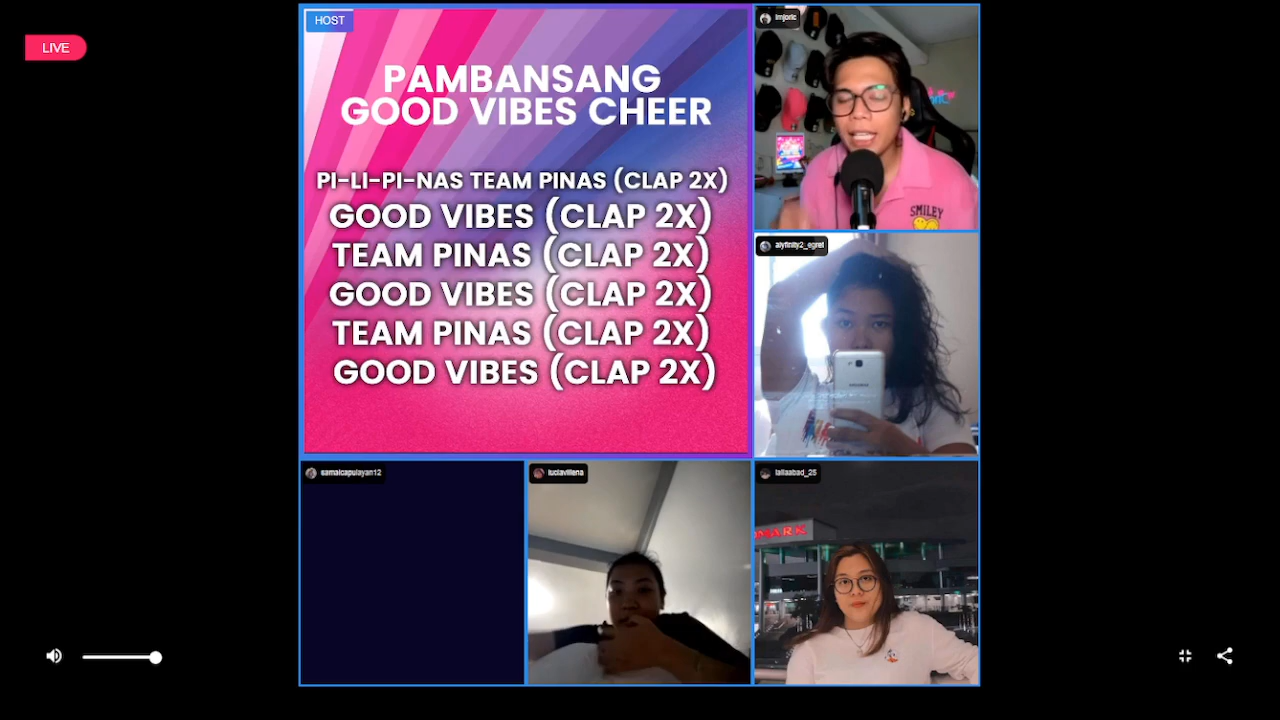 LIVE
HOST
PAMBANSANG
GOOD VIBES CHEER
PI-LI-PI-NAS TEAM PINAS (CLAP 2X)
GOOD VIBES (CLAP 2X)
TEAM PINAS (CLAP 2X)
GOOD VIBES (CLAP 2X)
TEAM PINAS (CLAP 2X)
GOOD VIBES (CLAP 2X)
imjoric
SMILEY
alyfinity2_egret
samaicapulayan12
luciavillena
lailaabad_25